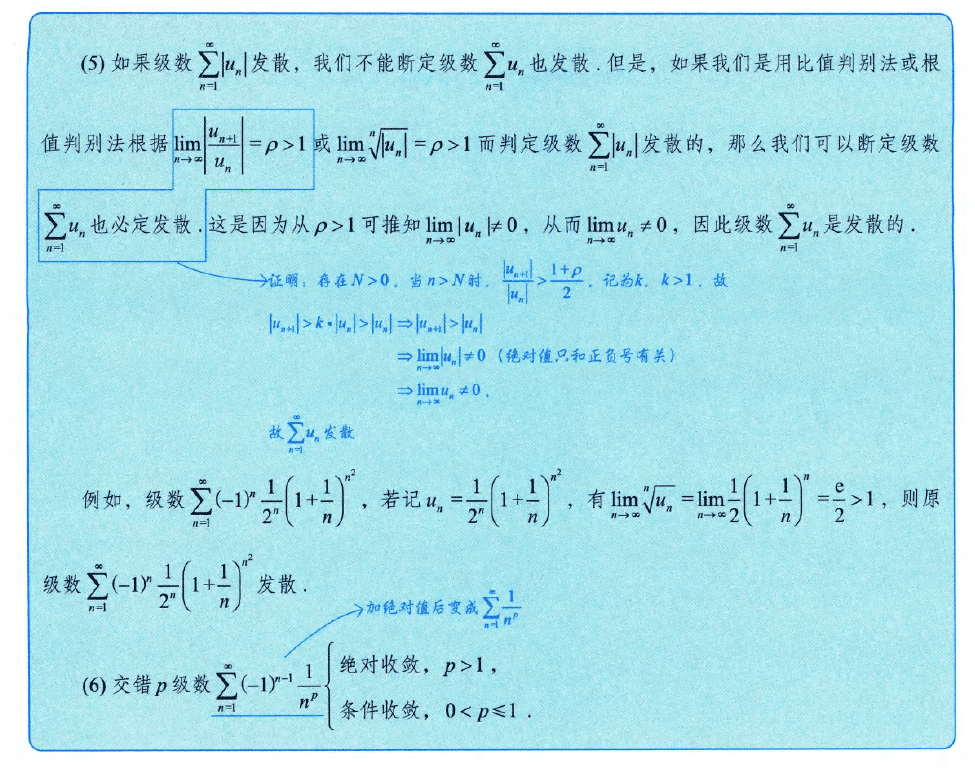 (5) 如果级数 $\sum_{n=1}^{\infty}|u_n|$ 发散，我们不能断定级数 $\sum_{n=1}^{\infty}u_n$ 也发散．但是，如果我们是用比值判别法或根
值判别法根据 $\lim_{n\to\infty}\left|\frac{u_{n+1}}{u_n}\right|=\rho>1$ 或 $\lim_{n\to\infty}\sqrt[n]{|u_n|}=\rho>1$ 而判定级数 $\sum_{n=1}^{\infty}|u_n|$ 发散的，那么我们可以断定级数
$\sum_{n=1}^{\infty}u_n$ 也必定发散．这是因为从 $\rho>1$ 可推知 $\lim_{n\to\infty}|u_n|\neq 0$，从而 $\lim_{n\to\infty}u_n\neq 0$，因此级数 $\sum_{n=1}^{\infty}u_n$ 是发散的．
证明：存在 $N>0$．当 $n>N$ 时．$\frac{|u_{n+1}|}{|u_n|}>\frac{1+\rho}{2}$．记为k．$k>1$．故
$|u_{n+1}|>k\bullet|u_n|>|u_n|\Rightarrow|u_{n+1}|>|u_n|$
$\Rightarrow\lim_{n\to\infty}|u_n|\neq 0$（绝对值只和正负号有关）
$\Rightarrow\lim_{n\to\infty}u_n\neq 0$．
故 $\sum_{n=1}^{\infty}u_n$ 发散
例如，级数 $\sum_{n=1}^{\infty}(-1)^n\frac{1}{2^n}\left(1+\frac{1}{n}\right)^{n^2}$，若记 $u_n=\frac{1}{2^n}\left(1+\frac{1}{n}\right)^{n^2}$，有 $\lim_{n\to\infty}\sqrt[n]{u_n}=\lim_{n\to\infty}\frac{1}{2}\left(1+\frac{1}{n}\right)^n=\frac{e}{2}>1$，则原
级数 $\sum_{n=1}^{\infty}(-1)^n\frac{1}{2^n}\left(1+\frac{1}{n}\right)^{n^2}$ 发散．
加绝对值后变成 $\sum_{n=1}^{\infty}\frac{1}{n^p}$
(6) 交错 p 级数 $\sum_{n=1}^{\infty}(-1)^{n-1}\frac{1}{n^p}$ { 绝对收敛，$p>1$，
条件收敛，$0<p\leqslant 1$．